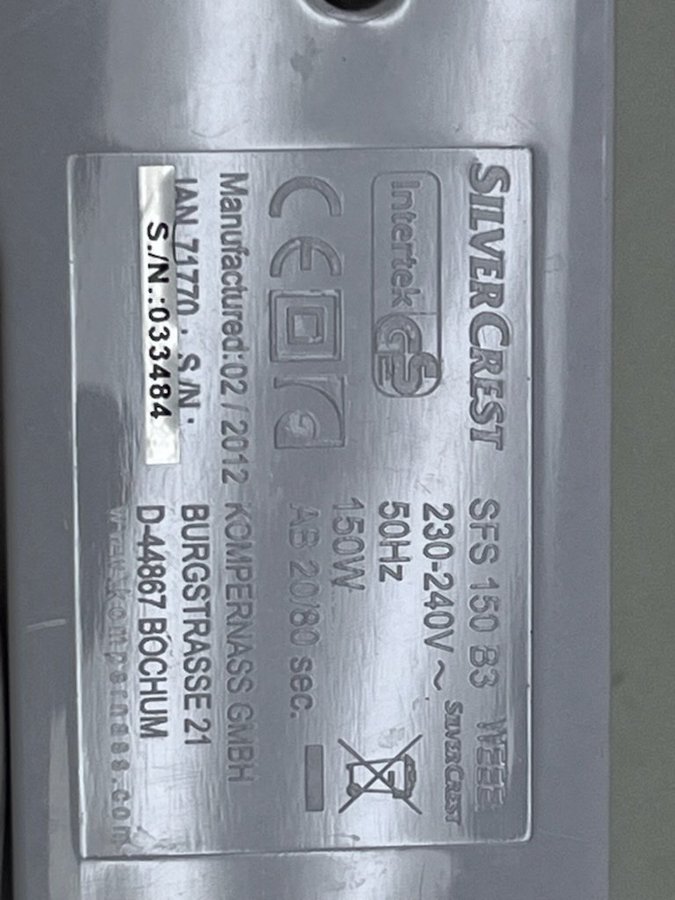 SILVERCREST
Intertek GS
CE
Manufactured:02 / 2012
IAN 71770 · S./N.:
S./N.:033484
SFS 150 B3
230-240V ~
50Hz
150W
AB 20/80 sec.
KOMPERNASS GMBH
BURGSTRASSE 21
D-44867 BOCHUM
www.kompernass.com
WEEE
SILVERCREST